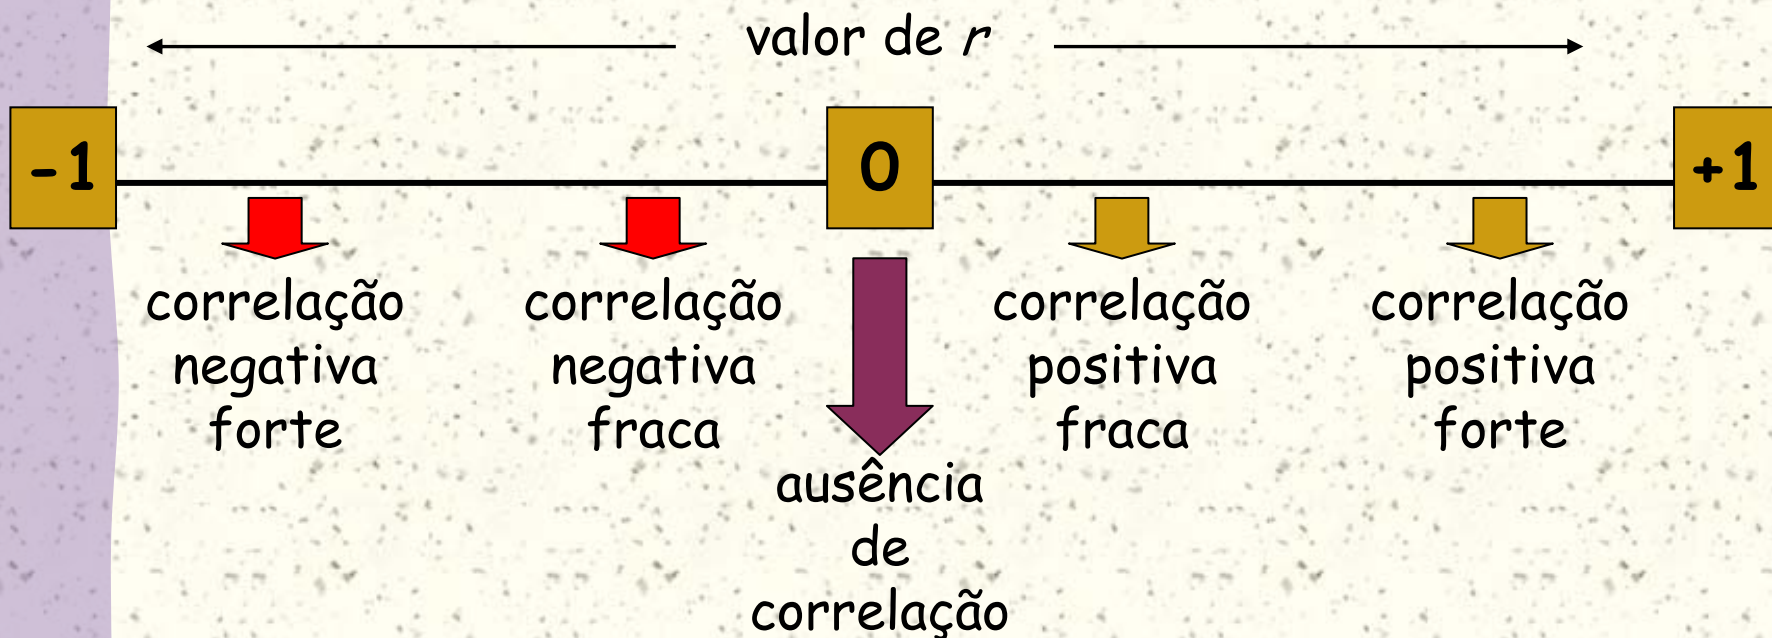 valor de r
-1
0
+1
correlação
negativa
forte
correlação
negativa
fraca
ausência
de
correlação
correlação
positiva
fraca
correlação
positiva
forte